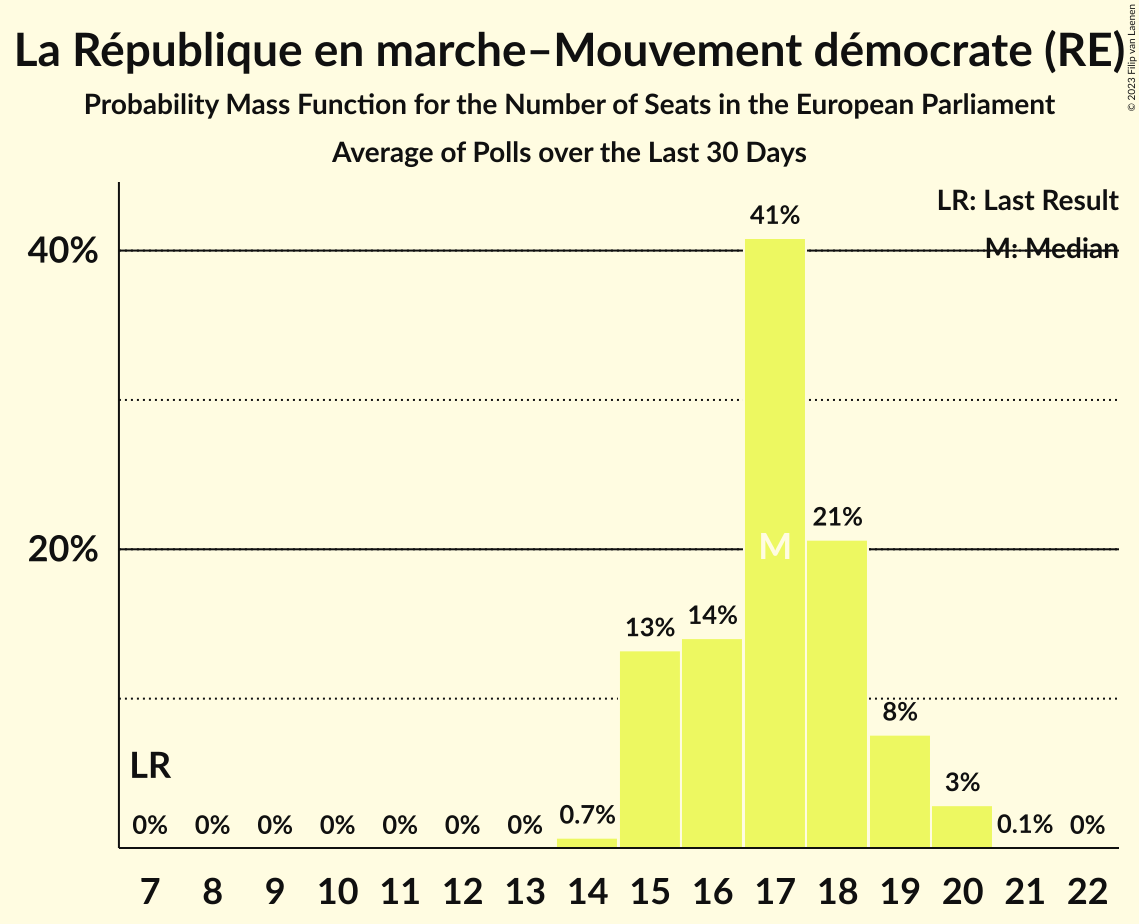 La République en marche–Mouvement démocrate (RE)
Probability Mass Function for the Number of Seats in the European Parliament
Average of Polls over the Last 30 Days
© 2023 Filip van Laenen
LR: Last Result
M: Median
40%
20%
41%
21%
M
13%
14%
8%
3%
LR
0%
0%
0%
0%
0%
0%
0%
0.7%
0.1%
0%
7 8 9 10 11 12 13 14 15 16 17 18 19 20 21 22